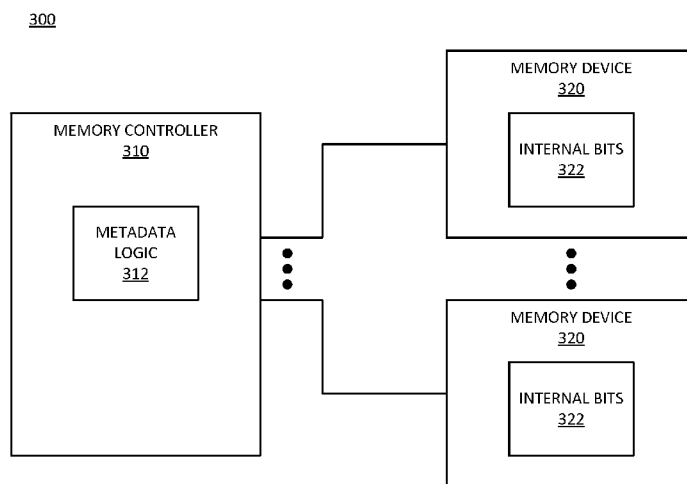 300
MEMORY CONTROLLER
310
METADATA
LOGIC
312
MEMORY DEVICE
320
INTERNAL BITS
322
MEMORY DEVICE
320
INTERNAL BITS
322